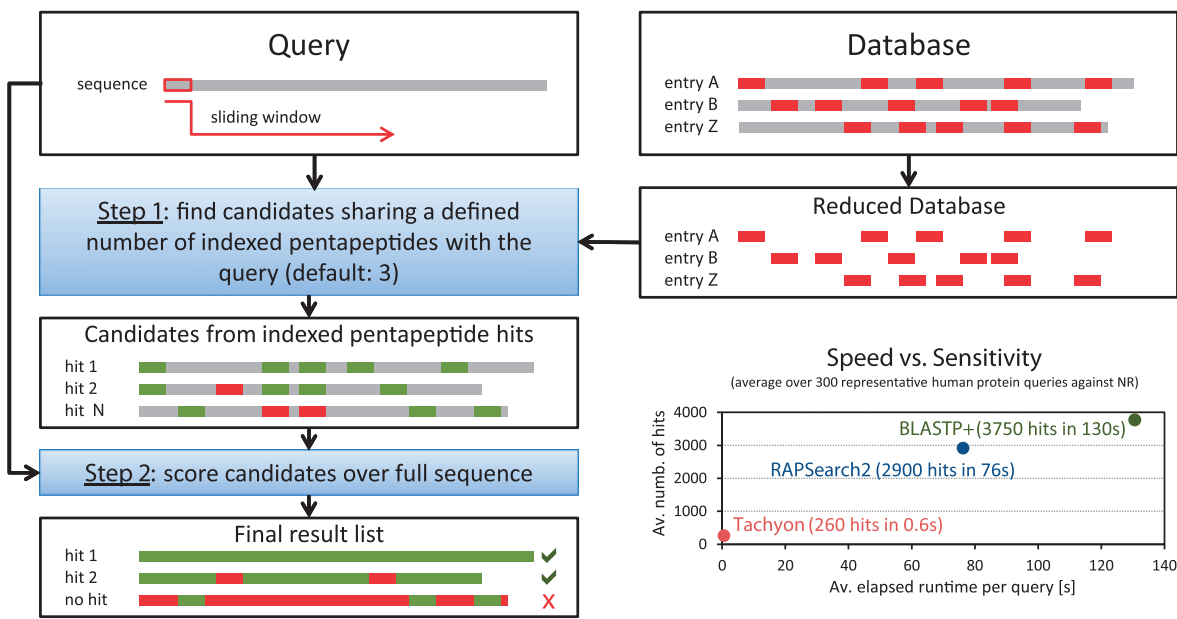 Query
sequence
sliding window
Database
entry A
entry B
entry Z
Step 1: find candidates sharing a defined
number of indexed pentapeptides with the
query (default: 3)
Reduced Database
entry A
entry B
entry Z
Candidates from indexed pentapeptide hits
hit 1
hit 2
hit N
Step 2: score candidates over full sequence
Final result list
hit 1
hit 2
no hit
X
Speed vs. Sensitivity
(average over 300 representative human protein queries against NR)
Av. numb. of hits
4000
3000
2000
1000
0
BLASTP+(3750 hits in 130s)
RAPSearch2 (2900 hits in 76s)
Tachyon (260 hits in 0.6s)
0 20 40 60 80 100 120 140
Av. elapsed runtime per query [s]